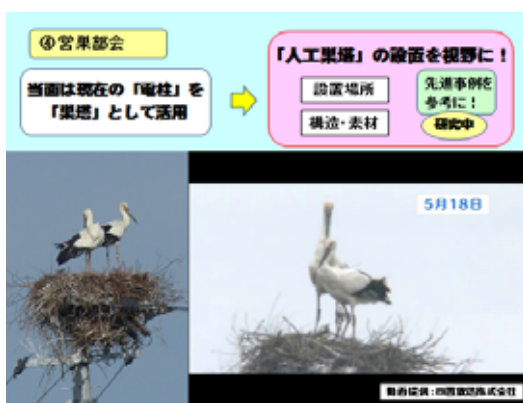 ④営巣部会
当面は現在の「電柱」を
「巣塔」として活用
「人工巣塔」の設置を視野に！
設置場所
構造・素材
先進事例を
参考に！
研究中
5月18日
動画提供：四国放送株式会社